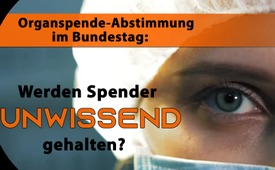 Organspende-Abstimmung
im Bundestag:
Werden Spender
UNWISSEND
gehalten?